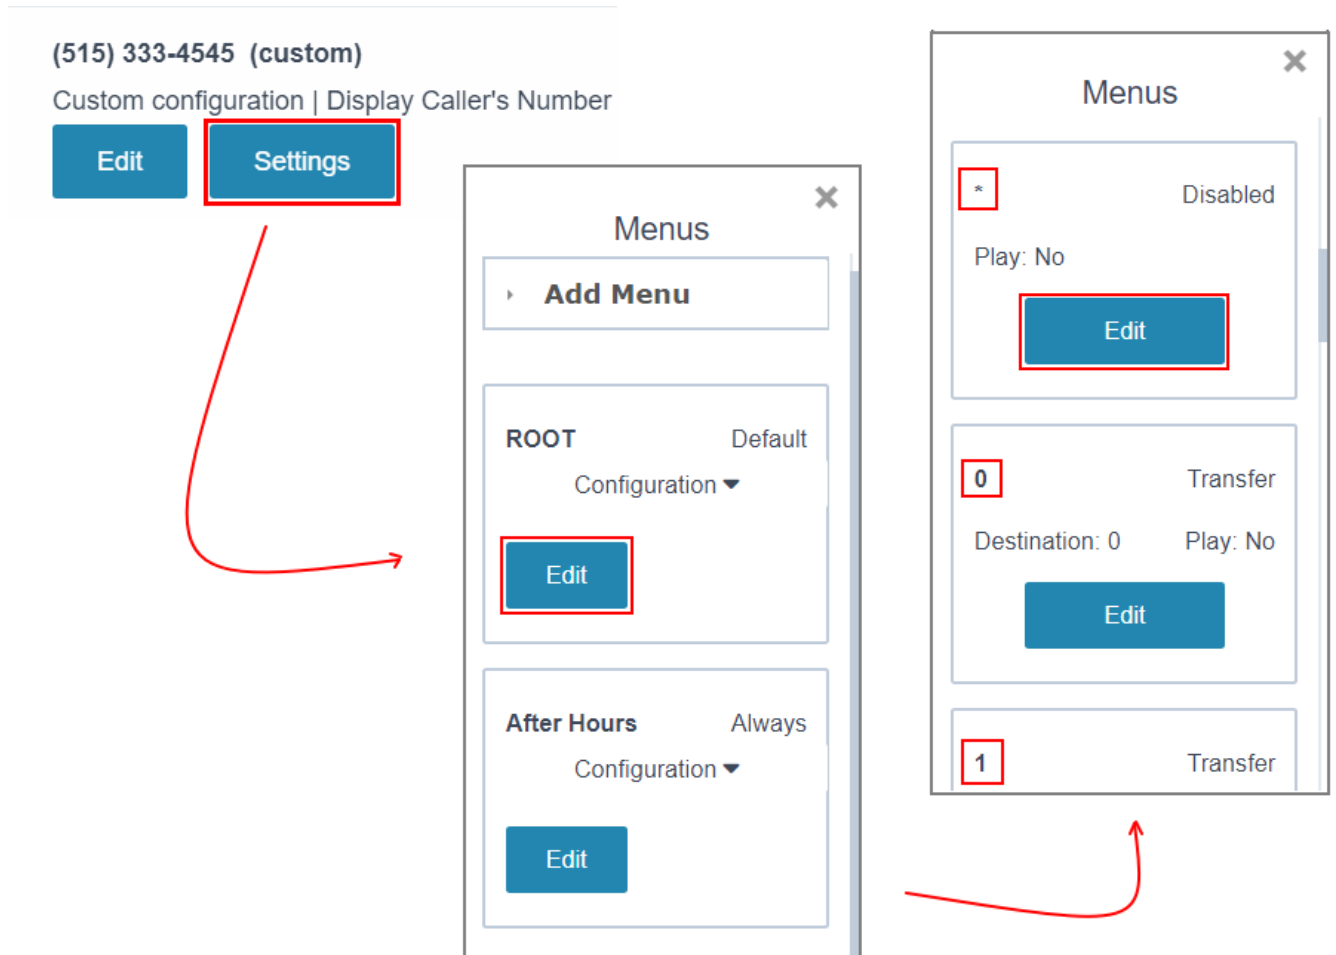 (515) 333-4545 (custom)
Custom configuration | Display Caller's Number
Edit Settings
Menus
Add Menu
ROOT Default
Configuration
Edit
After Hours Always
Configuration
Edit
Menus
* Disabled
Play: No
Edit
0 Transfer
Destination: 0 Play: No
Edit
1 Transfer